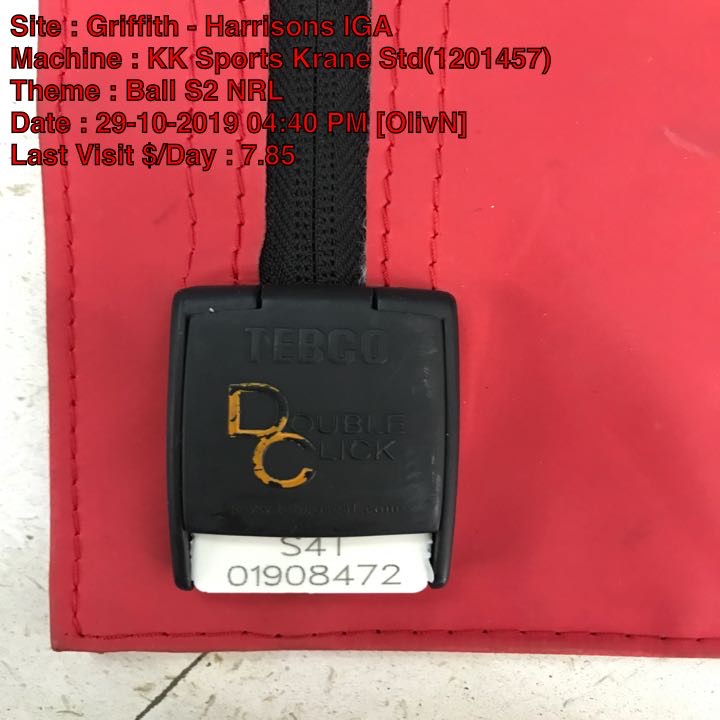 Site : Griffith - Harrisons IGA
Machine : KK Sports Krane Std(1201457)
Theme : Ball S2 NRL
Date : 29-10-2019 04:40 PM [OlivN]
Last Visit $/Day : 7.85
TEBCO
DOUBLE
CLICK
S41
01908472